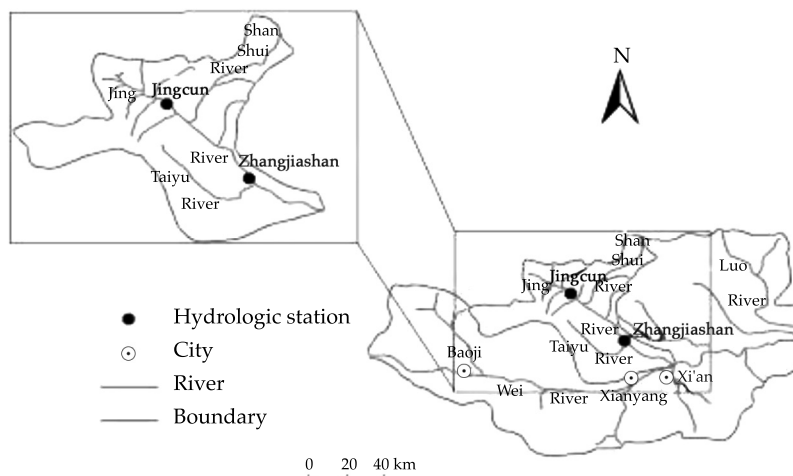 Shan
Shui
River
Jing
Jingcun
River
Zhangjiashan
Taiyu
River
N
Shan
Shui
Luo
Jingcun
Jing
River
River
River
Zhangjiashan
Taiyu
River
Baoji
Xi'an
Wei
River
Xianyang
Hydrologic station
City
River
Boundary
0 20 40 km